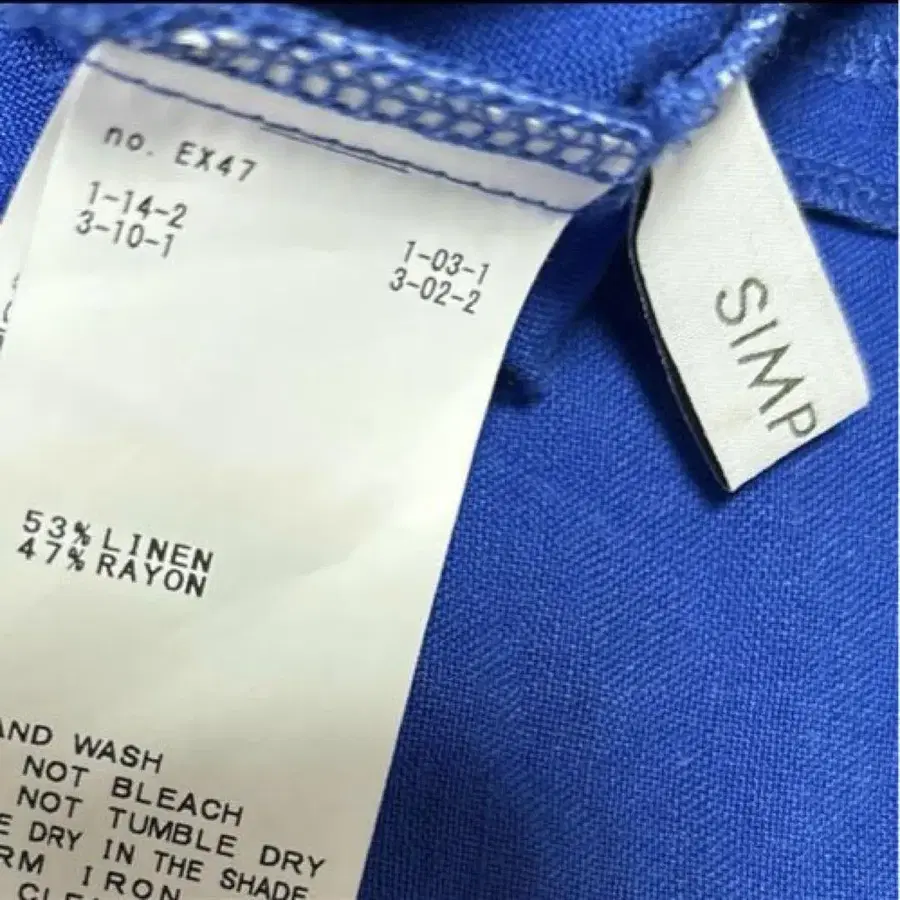 no. EX47
1-14-2
3-10-1
1-03-1
3-02-2
53% LINEN
47% RAYON
AND WASH
NOT BLEACH
NOT TUMBLE DRY
E DRY IN THE SHADE
RM IRON
SIMP